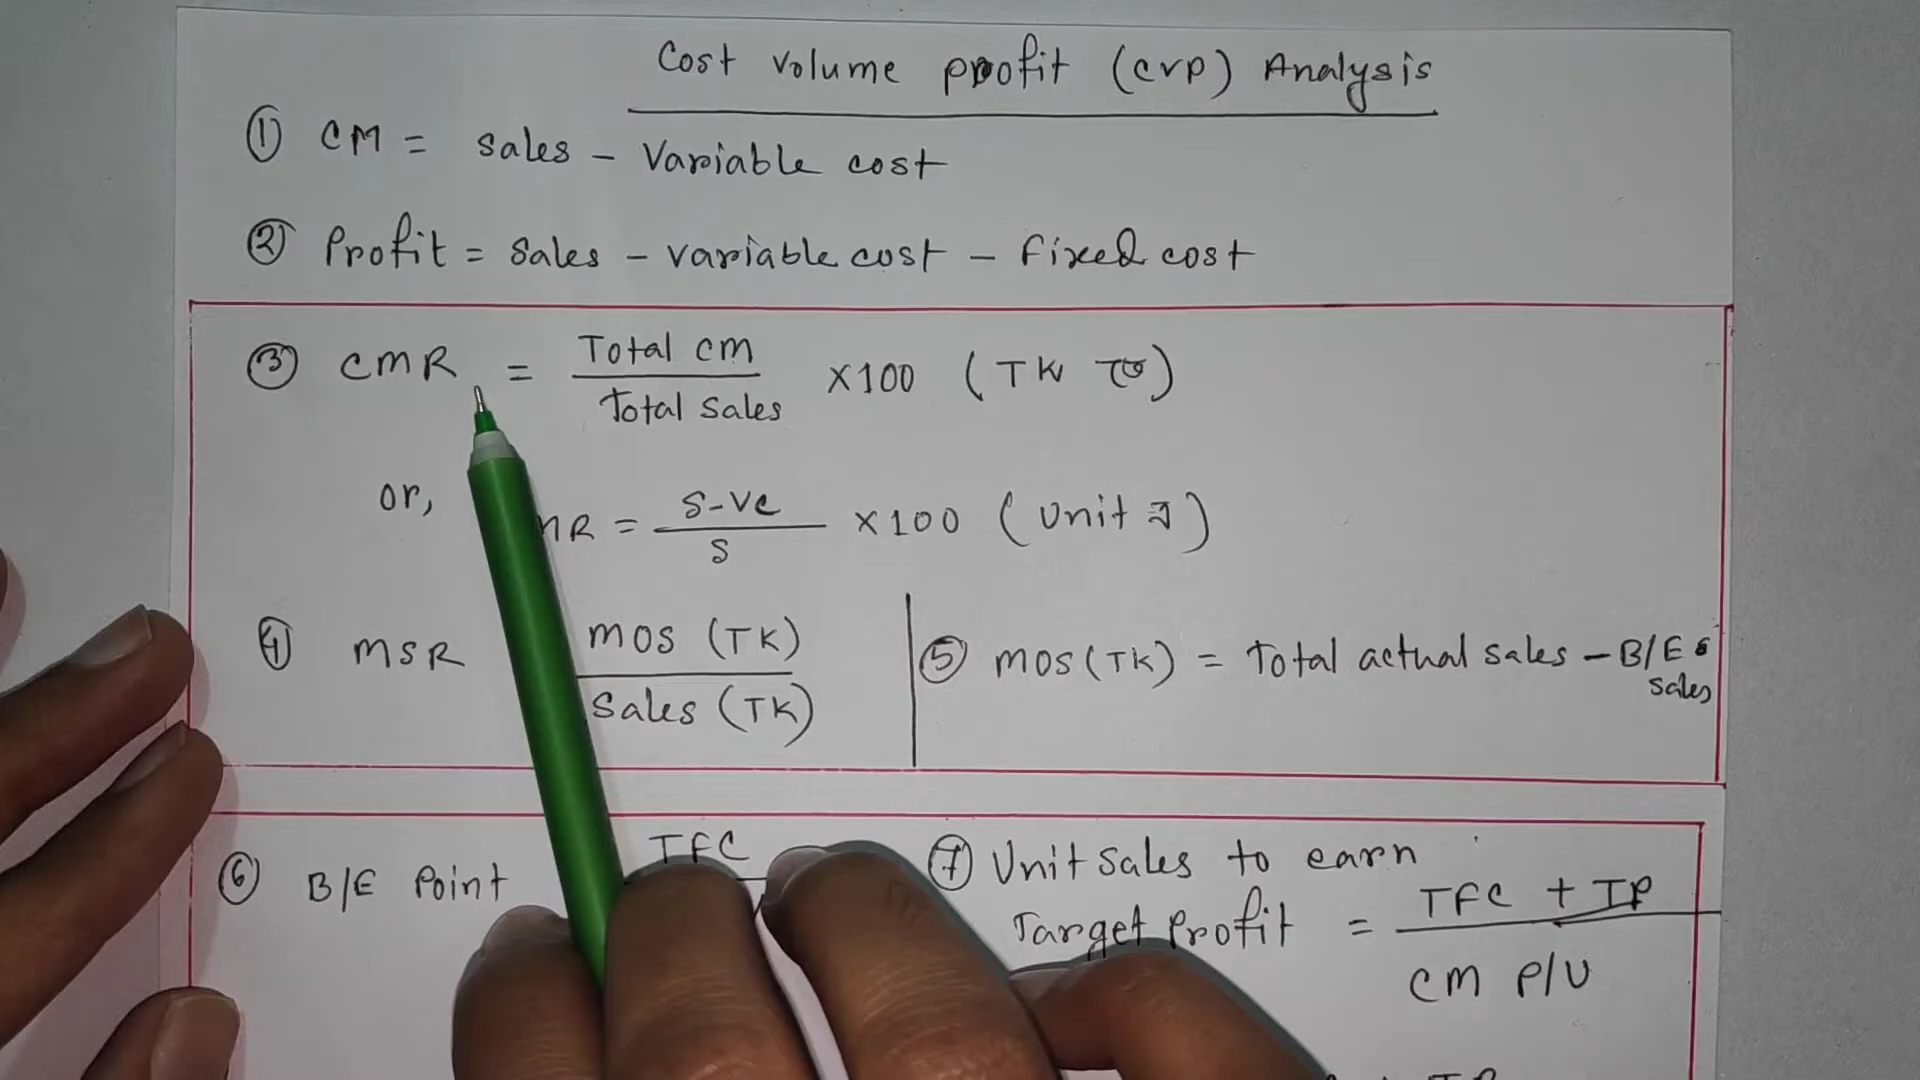 Cost volume profit (CVP) Analysis
① CM = sales - Variable cost
② Profit = Sales - Variable cost - Fixed cost
③ CMR = Total CM / Total Sales X100 (TK তে)
or, MR = S-VC / S X100 (Unit এ)
④ MSR MOS (TK) / Sales (TK)
⑤ MOS (TK) = Total actual Sales - B/E Sales
⑥ B/E Point TFC
⑦ Unit Sales to earn
Target Profit = TFC + TP / CM P/U